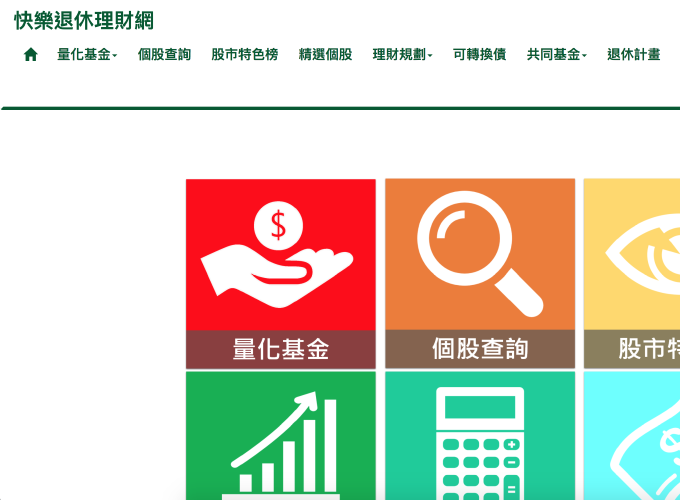 快樂退休理財網
量化基金 個股查詢 股市特色榜 精選個股 理財規劃 可轉換債 共同基金 退休計畫
$
量化基金 個股查詢 股市特